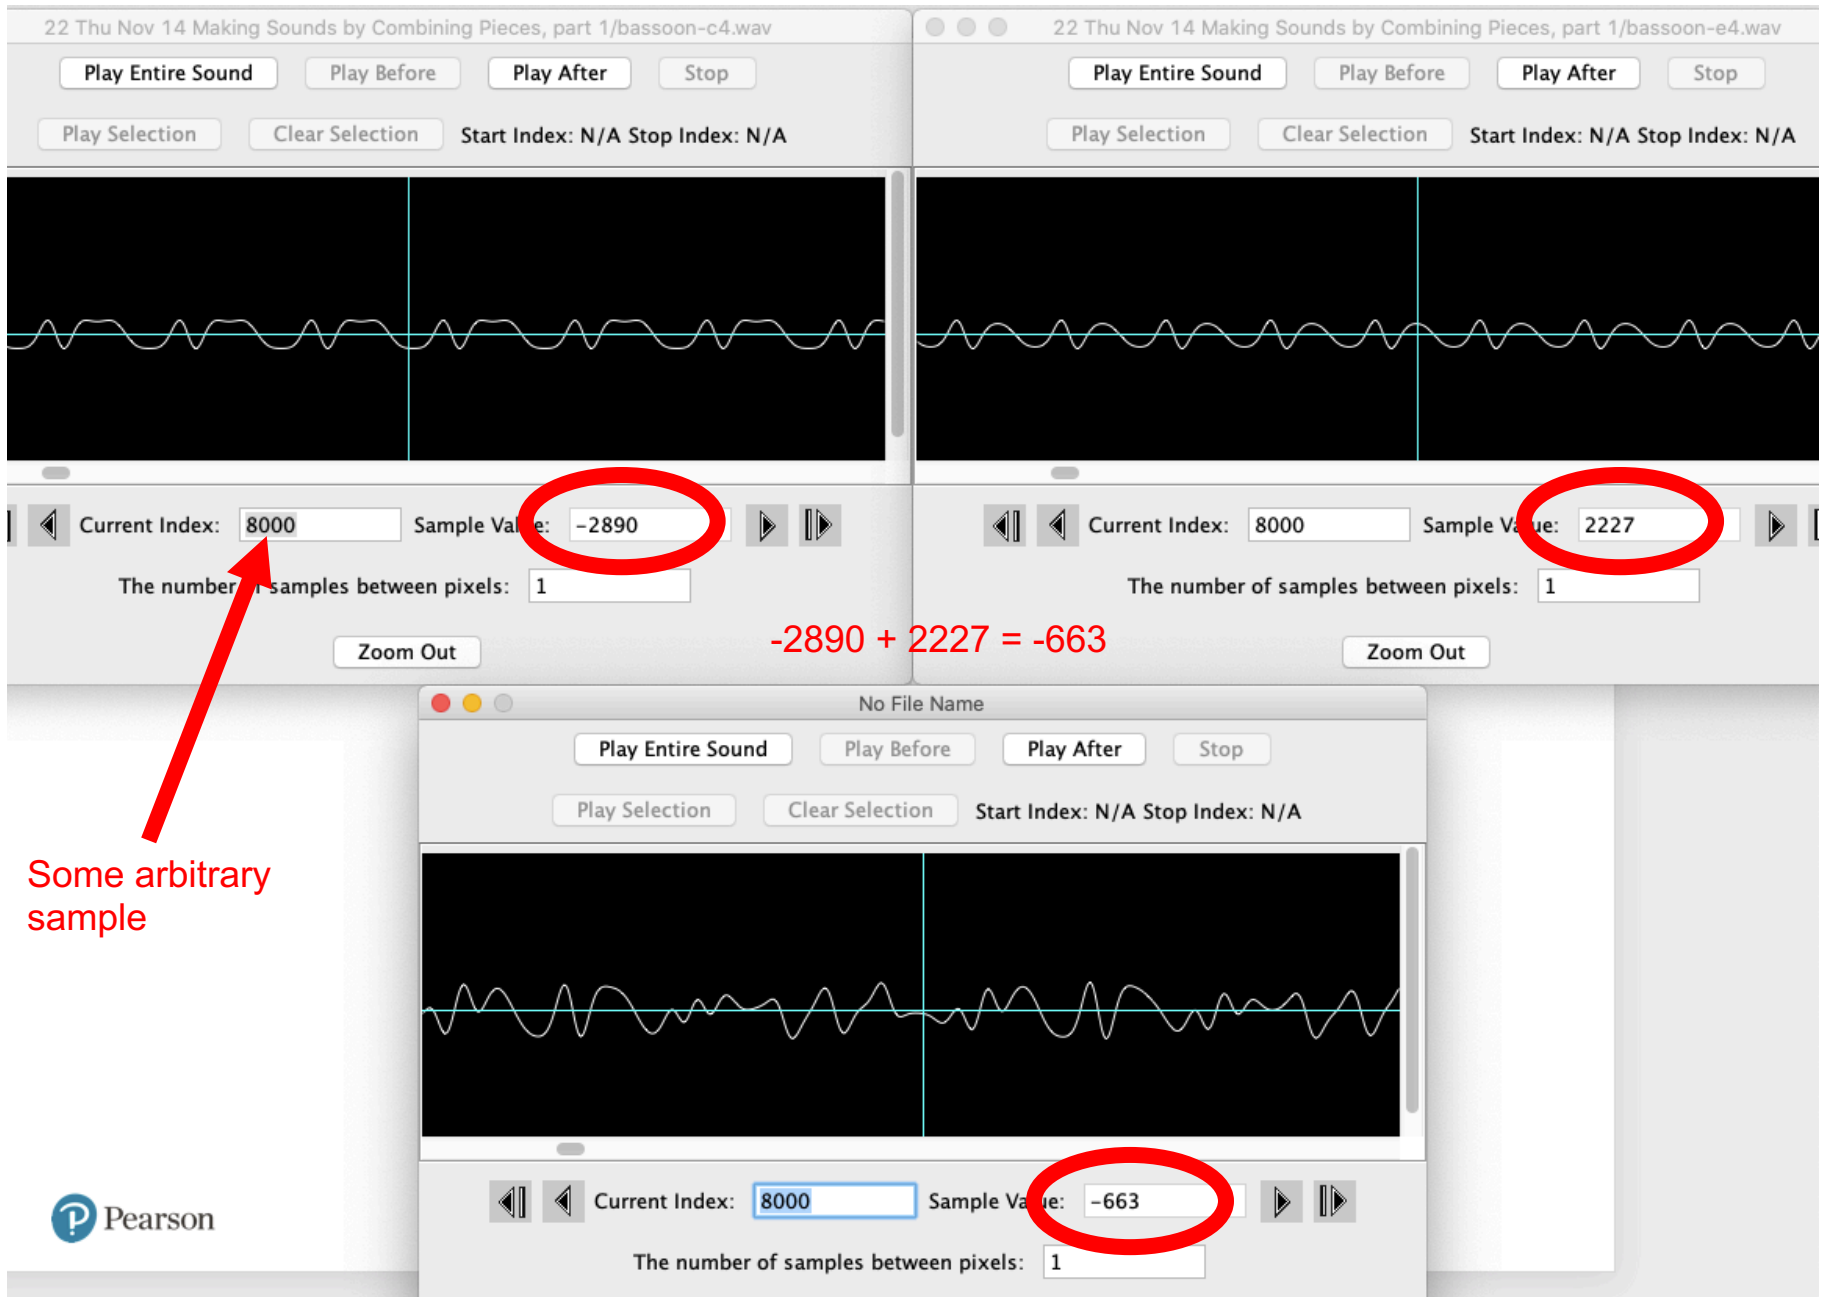 22 Thu Nov 14 Making Sounds by Combining Pieces, part 1/bassoon-c4.wav
Play Entire Sound Play Before Play After Stop
Play Selection Clear Selection Start Index: N/A Stop Index: N/A
Current Index: 8000 Sample Value: -2890
The number of samples between pixels: 1
Zoom Out
22 Thu Nov 14 Making Sounds by Combining Pieces, part 1/bassoon-e4.wav
Play Entire Sound Play Before Play After Stop
Play Selection Clear Selection Start Index: N/A Stop Index: N/A
Current Index: 8000 Sample Value: 2227
The number of samples between pixels: 1
Zoom Out
-2890 + 2227 = -663
No File Name
Play Entire Sound Play Before Play After Stop
Play Selection Clear Selection Start Index: N/A Stop Index: N/A
Current Index: 8000 Sample Value: -663
The number of samples between pixels: 1
Some arbitrary
sample
P Pearson